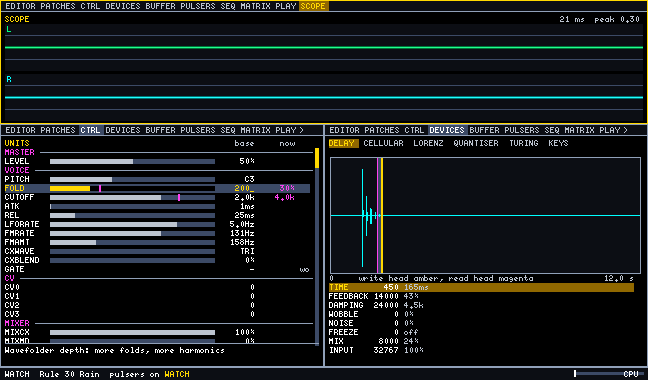 EDITOR PATCHES CTRL DEVICES BUFFER PULSERS SEQ MATRIX PLAY SCOPE
SCOPE 21 ms peak 0.30
L
R
EDITOR PATCHES CTRL DEVICES BUFFER PULSERS SEQ MATRIX PLAY >
UNITS base now
MASTER
LEVEL 50%
VOICE
PITCH C3
FOLD 200_ 30%
CUTOFF 2.0k 4.0k
ATK 1ms
REL 25ms
LFORATE 5.0Hz
FMRATE 131Hz
FMAMT 158Hz
CXWAVE TRI
CXBLEND 0%
GATE - wo
CV
CV0 0
CV1 0
CV2 0
CV3 0
MIXER
MIXCX 100%
MIXMD 0%
Wavefolder depth: more folds, more harmonics
EDITOR PATCHES CTRL DEVICES BUFFER PULSERS SEQ MATRIX PLAY >
DELAY CELLULAR LORENZ QUANTISER TURING KEYS
0 write head amber, read head magenta 12.0 s
TIME 450 165ms
FEEDBACK 14000 43%
DAMPING 24000 4.5k
WOBBLE 0 0%
NOISE 0 0%
FREEZE 0 off
MIX 8000 24%
INPUT 32767 100%
WATCH Rule 30 Rain pulsers on WATCH CPU